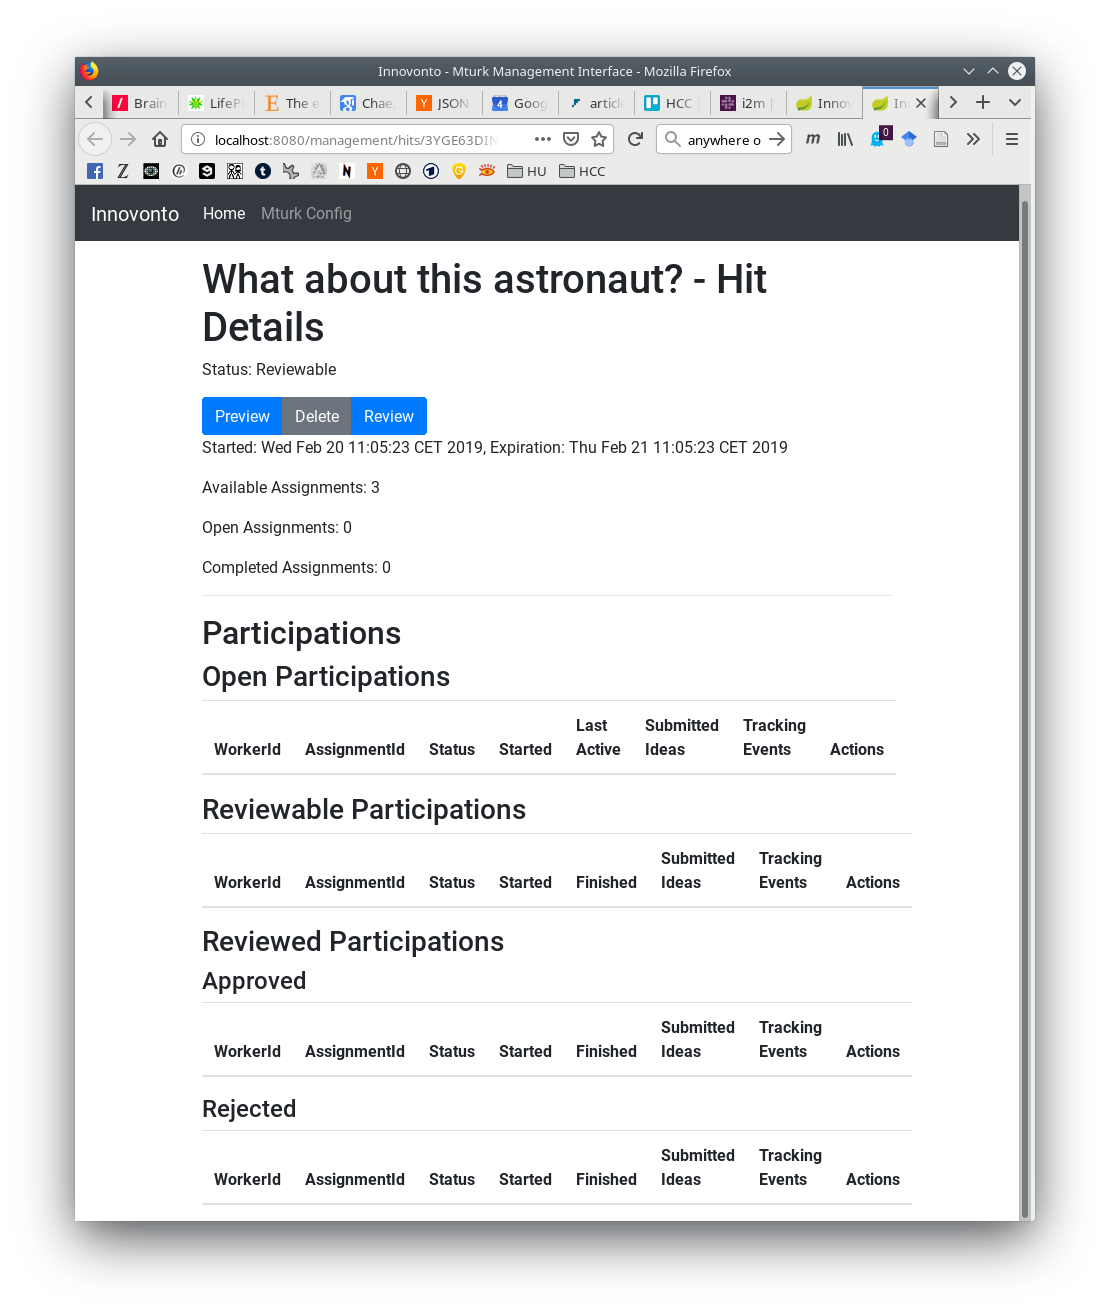 Innovonto - Mturk Management Interface - Mozilla Firefox
Brain LifeP The e Chae, JSON Goog article HCC i2m | Innov In
localhost:8080/management/hits/3YGE63DIN anywhere o
HU HCC
Innovonto Home Mturk Config
What about this astronaut? - Hit
Details
Status: Reviewable
Preview Delete Review
Started: Wed Feb 20 11:05:23 CET 2019, Expiration: Thu Feb 21 11:05:23 CET 2019
Available Assignments: 3
Open Assignments: 0
Completed Assignments: 0
Participations
Open Participations
WorkerId AssignmentId Status Started Last Active Submitted Ideas Tracking Events Actions
Reviewable Participations
WorkerId AssignmentId Status Started Finished Submitted Ideas Tracking Events Actions
Reviewed Participations
Approved
WorkerId AssignmentId Status Started Finished Submitted Ideas Tracking Events Actions
Rejected
WorkerId AssignmentId Status Started Finished Submitted Ideas Tracking Events Actions